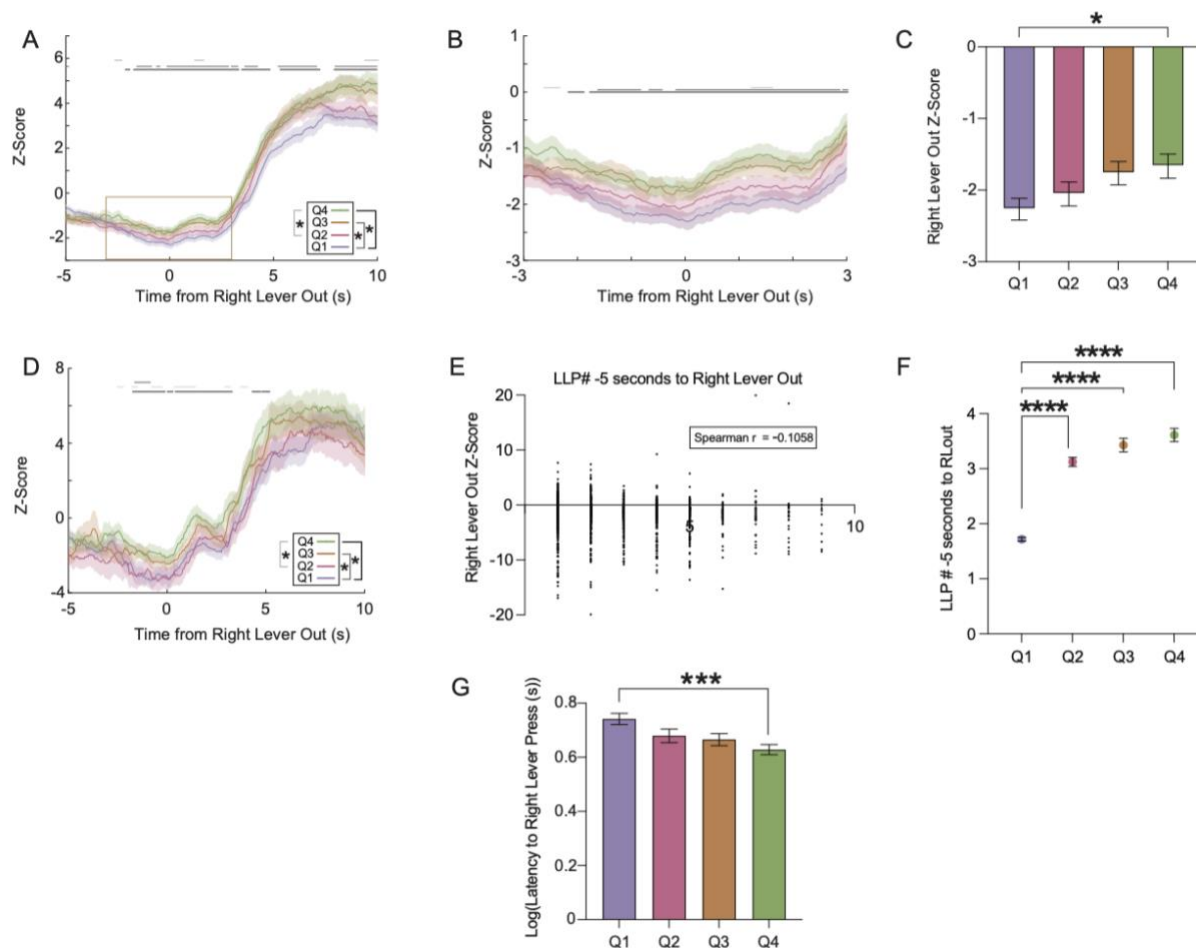 A
Z-Score
6
4
2
0
-2
-5
0
5
10
Time from Right Lever Out (s)
*
Q4
Q3
Q2
Q1
*
*
B
Z-Score
1
0
-1
-2
-3
-3
0
3
Time from Right Lever Out (s)
C
*
Right Lever Out Z-Score
0
-1
-2
-3
Q1 Q2 Q3 Q4
D
Z-Score
8
4
0
-4
-5
0
5
10
Time from Right Lever Out (s)
*
Q4
Q3
Q2
Q1
*
*
E
LLP# -5 seconds to Right Lever Out
Spearman r = -0.1058
Right Lever Out Z-Score
20
10
0
-10
-20
5
10
F
****
****
****
LLP # -5 seconds to RLout
4
3
2
1
0
Q1 Q2 Q3 Q4
G
***
Log(Latency to Right Lever Press (s))
0.8
0.6
0.4
0.2
0
Q1 Q2 Q3 Q4